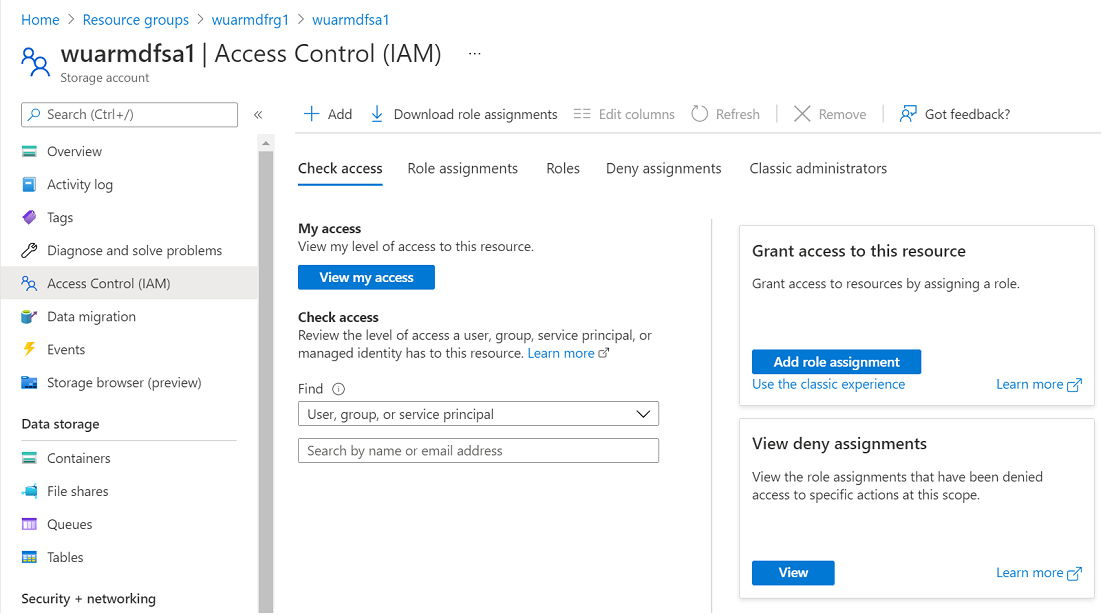 Home > Resource groups > wuarmdfrg1 > wuarmdfsa1
wuarmdfsa1 | Access Control (IAM) ...
Storage account
Search (Ctrl+/)
«
Overview
Activity log
Tags
Diagnose and solve problems
Access Control (IAM)
Data migration
Events
Storage browser (preview)
Data storage
Containers
File shares
Queues
Tables
Security + networking
Add Download role assignments Edit columns Refresh Remove Got feedback?
Check access Role assignments Roles Deny assignments Classic administrators
My access
View my level of access to this resource.
View my access
Check access
Review the level of access a user, group, service principal, or
managed identity has to this resource. Learn more
Find
User, group, or service principal
Search by name or email address
Grant access to this resource
Grant access to resources by assigning a role.
Add role assignment
Use the classic experience Learn more
View deny assignments
View the role assignments that have been denied
access to specific actions at this scope.
View Learn more